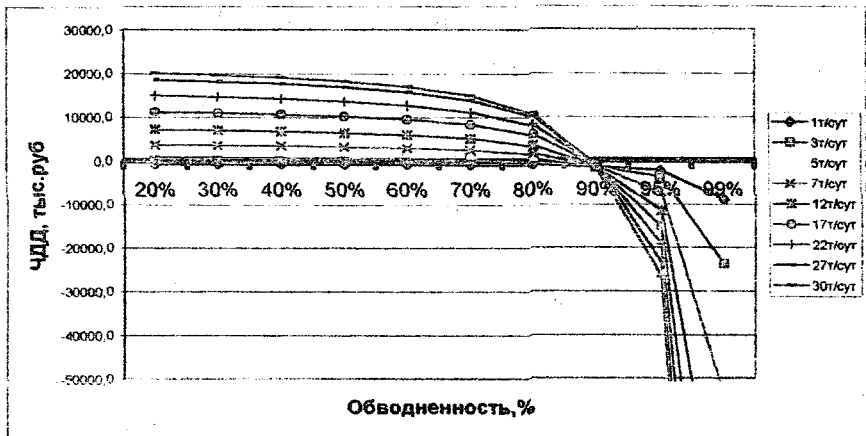 30000,0
20000,0
10000,0
0,0
-10000,0
-20000,0
-30000,0
-40000,0
-50000,0
ЧДД, тыс.руб
20% 30% 40% 50% 60% 70% 80% 90% 95% 99%
Обводненность,%
1т/сут
3т/сут
5т/сут
7т/сут
12т/сут
17т/сут
22т/сут
27т/сут
30т/сут